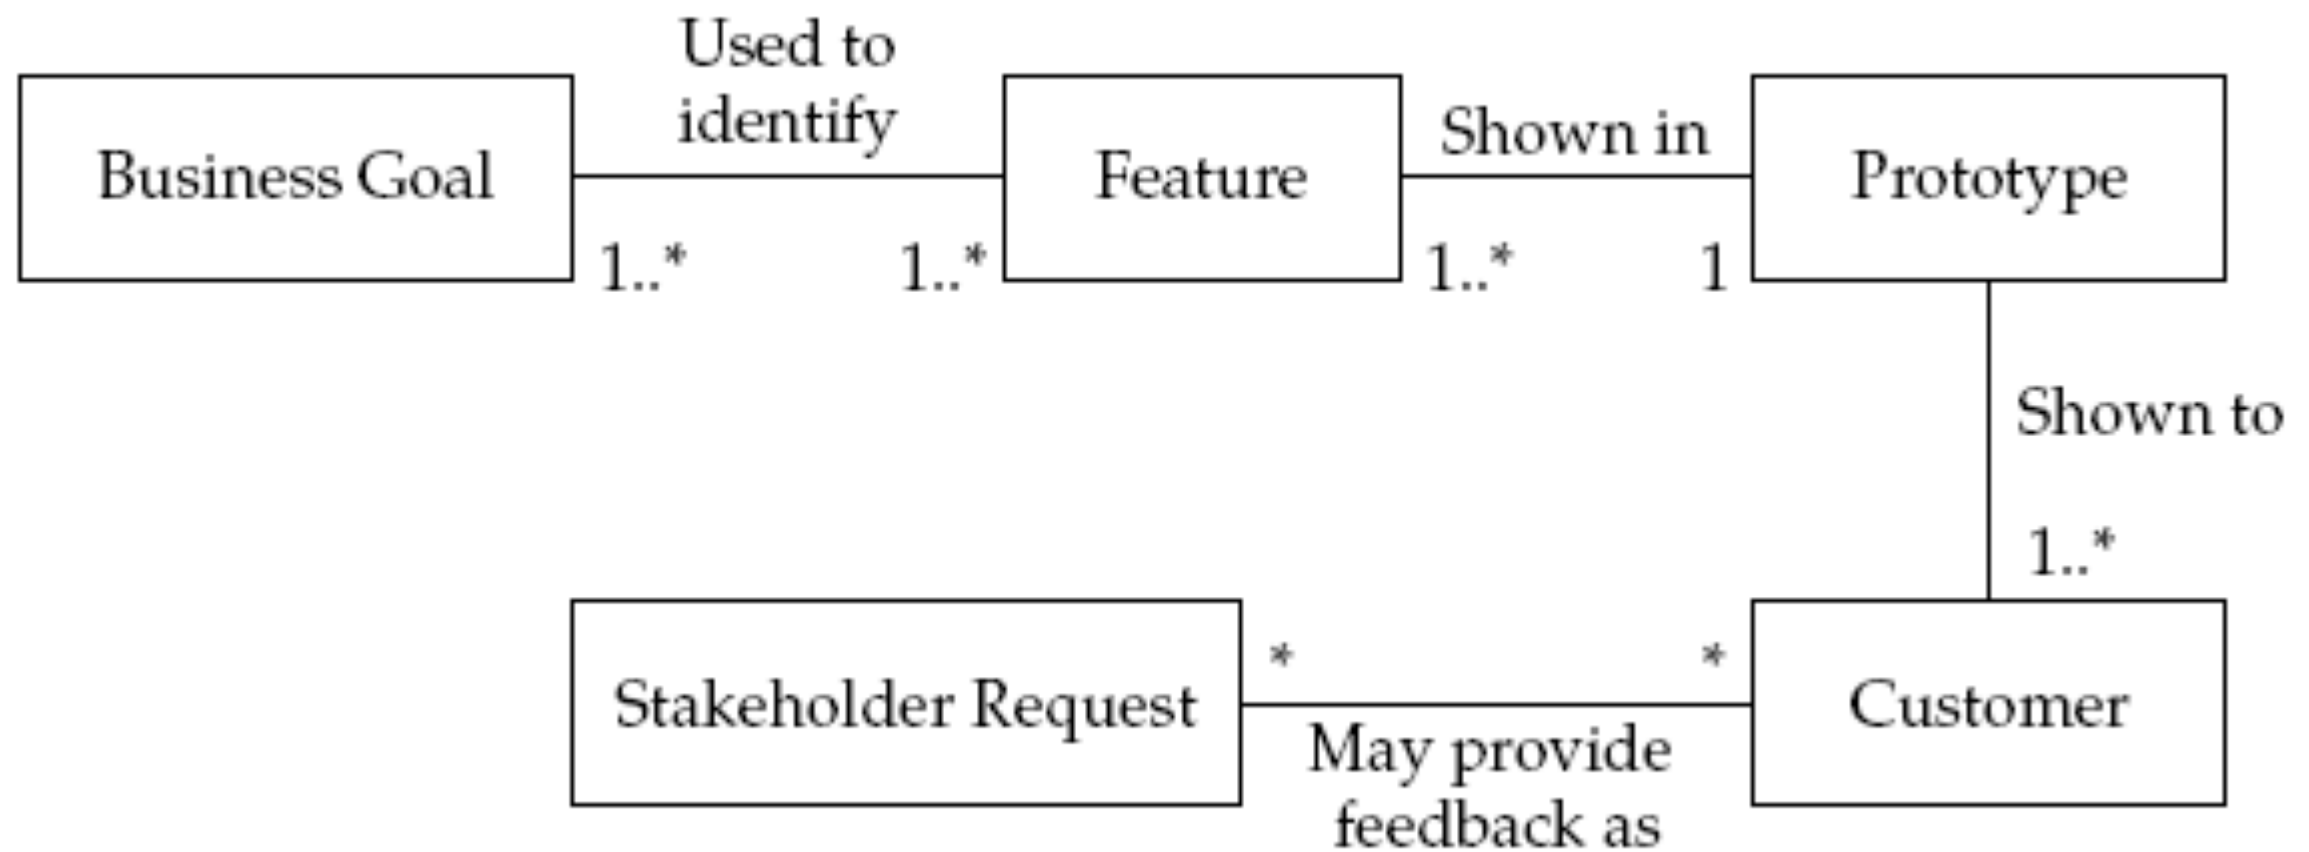 Used to
identify
Business Goal
Feature
Shown in
Prototype
1..*
1..*
1..*
1
Shown to
1..*
Stakeholder Request
*
*
Customer
May provide
feedback as